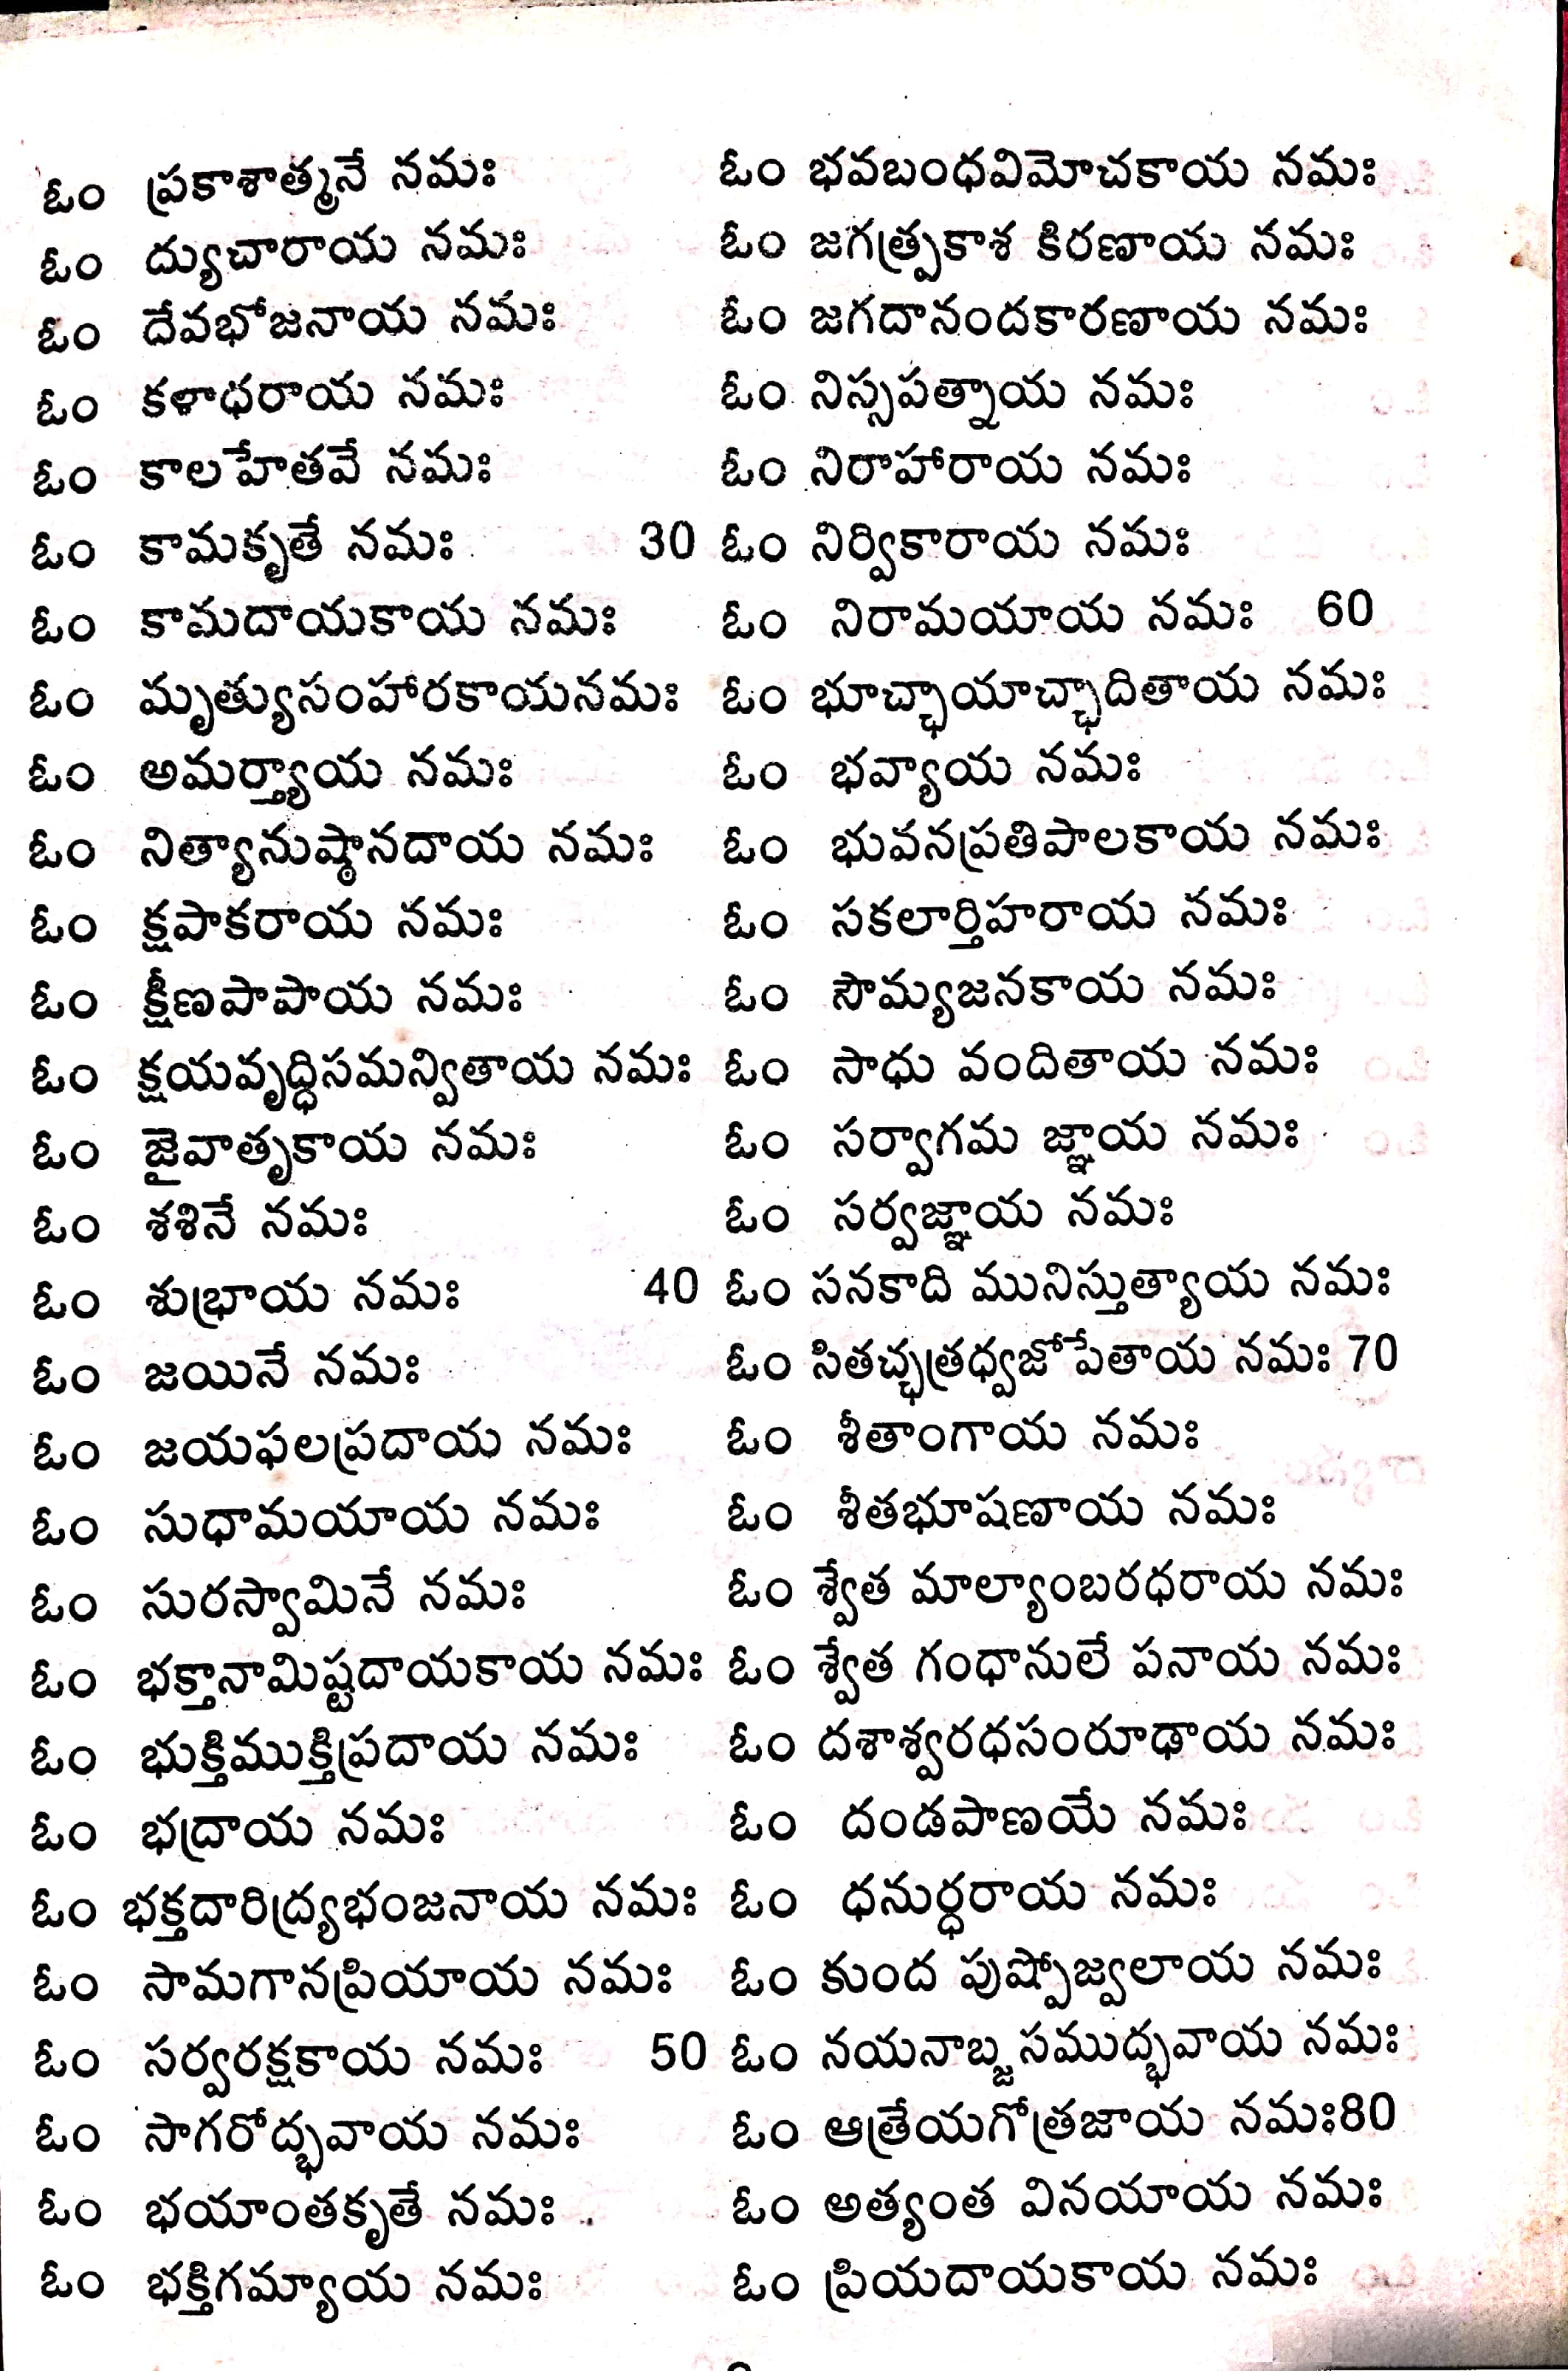 ఓం ప్రకాశాత్మనే నమః
ఓం ద్యుచారాయ నమః
ఓం దేవభోజనాయ నమః
ఓం కళాధరాయ నమః
ఓం కాలహేతవే నమః
ఓం కామకృతే నమః 30
ఓం కామదాయకాయ నమః
ఓం మృత్యుసంహారకాయనమః
ఓం అమర్త్యాయ నమః
ఓం నిత్యానుష్ఠానదాయ నమః
ఓం క్షపాకరాయ నమః
ఓం క్షీణపాపాయ నమః
ఓం క్షయవృద్ధిసమన్వితాయ నమః
ఓం జైవాతృకాయ నమః
ఓం శశినే నమః
ఓం శుభ్రాయ నమః 40
ఓం జయినే నమః
ఓం జయఫలప్రదాయ నమః
ఓం సుధామయాయ నమః
ఓం సురస్వామినే నమః
ఓం భక్తానామిష్టదాయకాయ నమః
ఓం భుక్తిముక్తిప్రదాయ నమః
ఓం భద్రాయ నమః
ఓం భక్తదారిద్ర్యభంజనాయ నమః
ఓం సామగానప్రియాయ నమః
ఓం సర్వరక్షకాయ నమః 50
ఓం సాగరోద్భవాయ నమః
ఓం భయాంతకృతే నమః
ఓం భక్తిగమ్యాయ నమః
ఓం భవబంధవిమోచకాయ నమః
ఓం జగత్ప్రకాశ కిరణాయ నమః
ఓం జగదానందకారణాయ నమః
ఓం నిస్సపత్నాయ నమః
ఓం నిరాహారాయ నమః
ఓం నిర్వికారాయ నమః
ఓం నిరామయాయ నమః 60
ఓం భూచ్ఛాయాచ్ఛాదితాయ నమః
ఓం భవ్యాయ నమః
ఓం భువనప్రతిపాలకాయ నమః
ఓం సకలార్తిహరాయ నమః
ఓం సౌమ్యజనకాయ నమః
ఓం సాధు వందితాయ నమః
ఓం సర్వాగమ జ్ఞాయ నమః
ఓం సర్వజ్ఞాయ నమః
ఓం సనకాది మునిస్తుత్యాయ నమః
ఓం సితచ్ఛత్రధ్వజోపేతాయ నమః 70
ఓం శీతాంగాయ నమః
ఓం శీతభూషణాయ నమః
ఓం శ్వేత మాల్యాంబరధరాయ నమః
ఓం శ్వేత గంధానులే పనాయ నమః
ఓం దశాశ్వరధసంరూఢాయ నమః
ఓం దండపాణయే నమః
ఓం ధనుర్ధరాయ నమః
ఓం కుంద పుష్పోజ్వలాయ నమః
ఓం నయనాబ్జసముద్భవాయ నమః
ఓం ఆత్రేయగోత్రజాయ నమః80
ఓం అత్యంత వినయాయ నమః
ఓం ప్రియదాయకాయ నమః